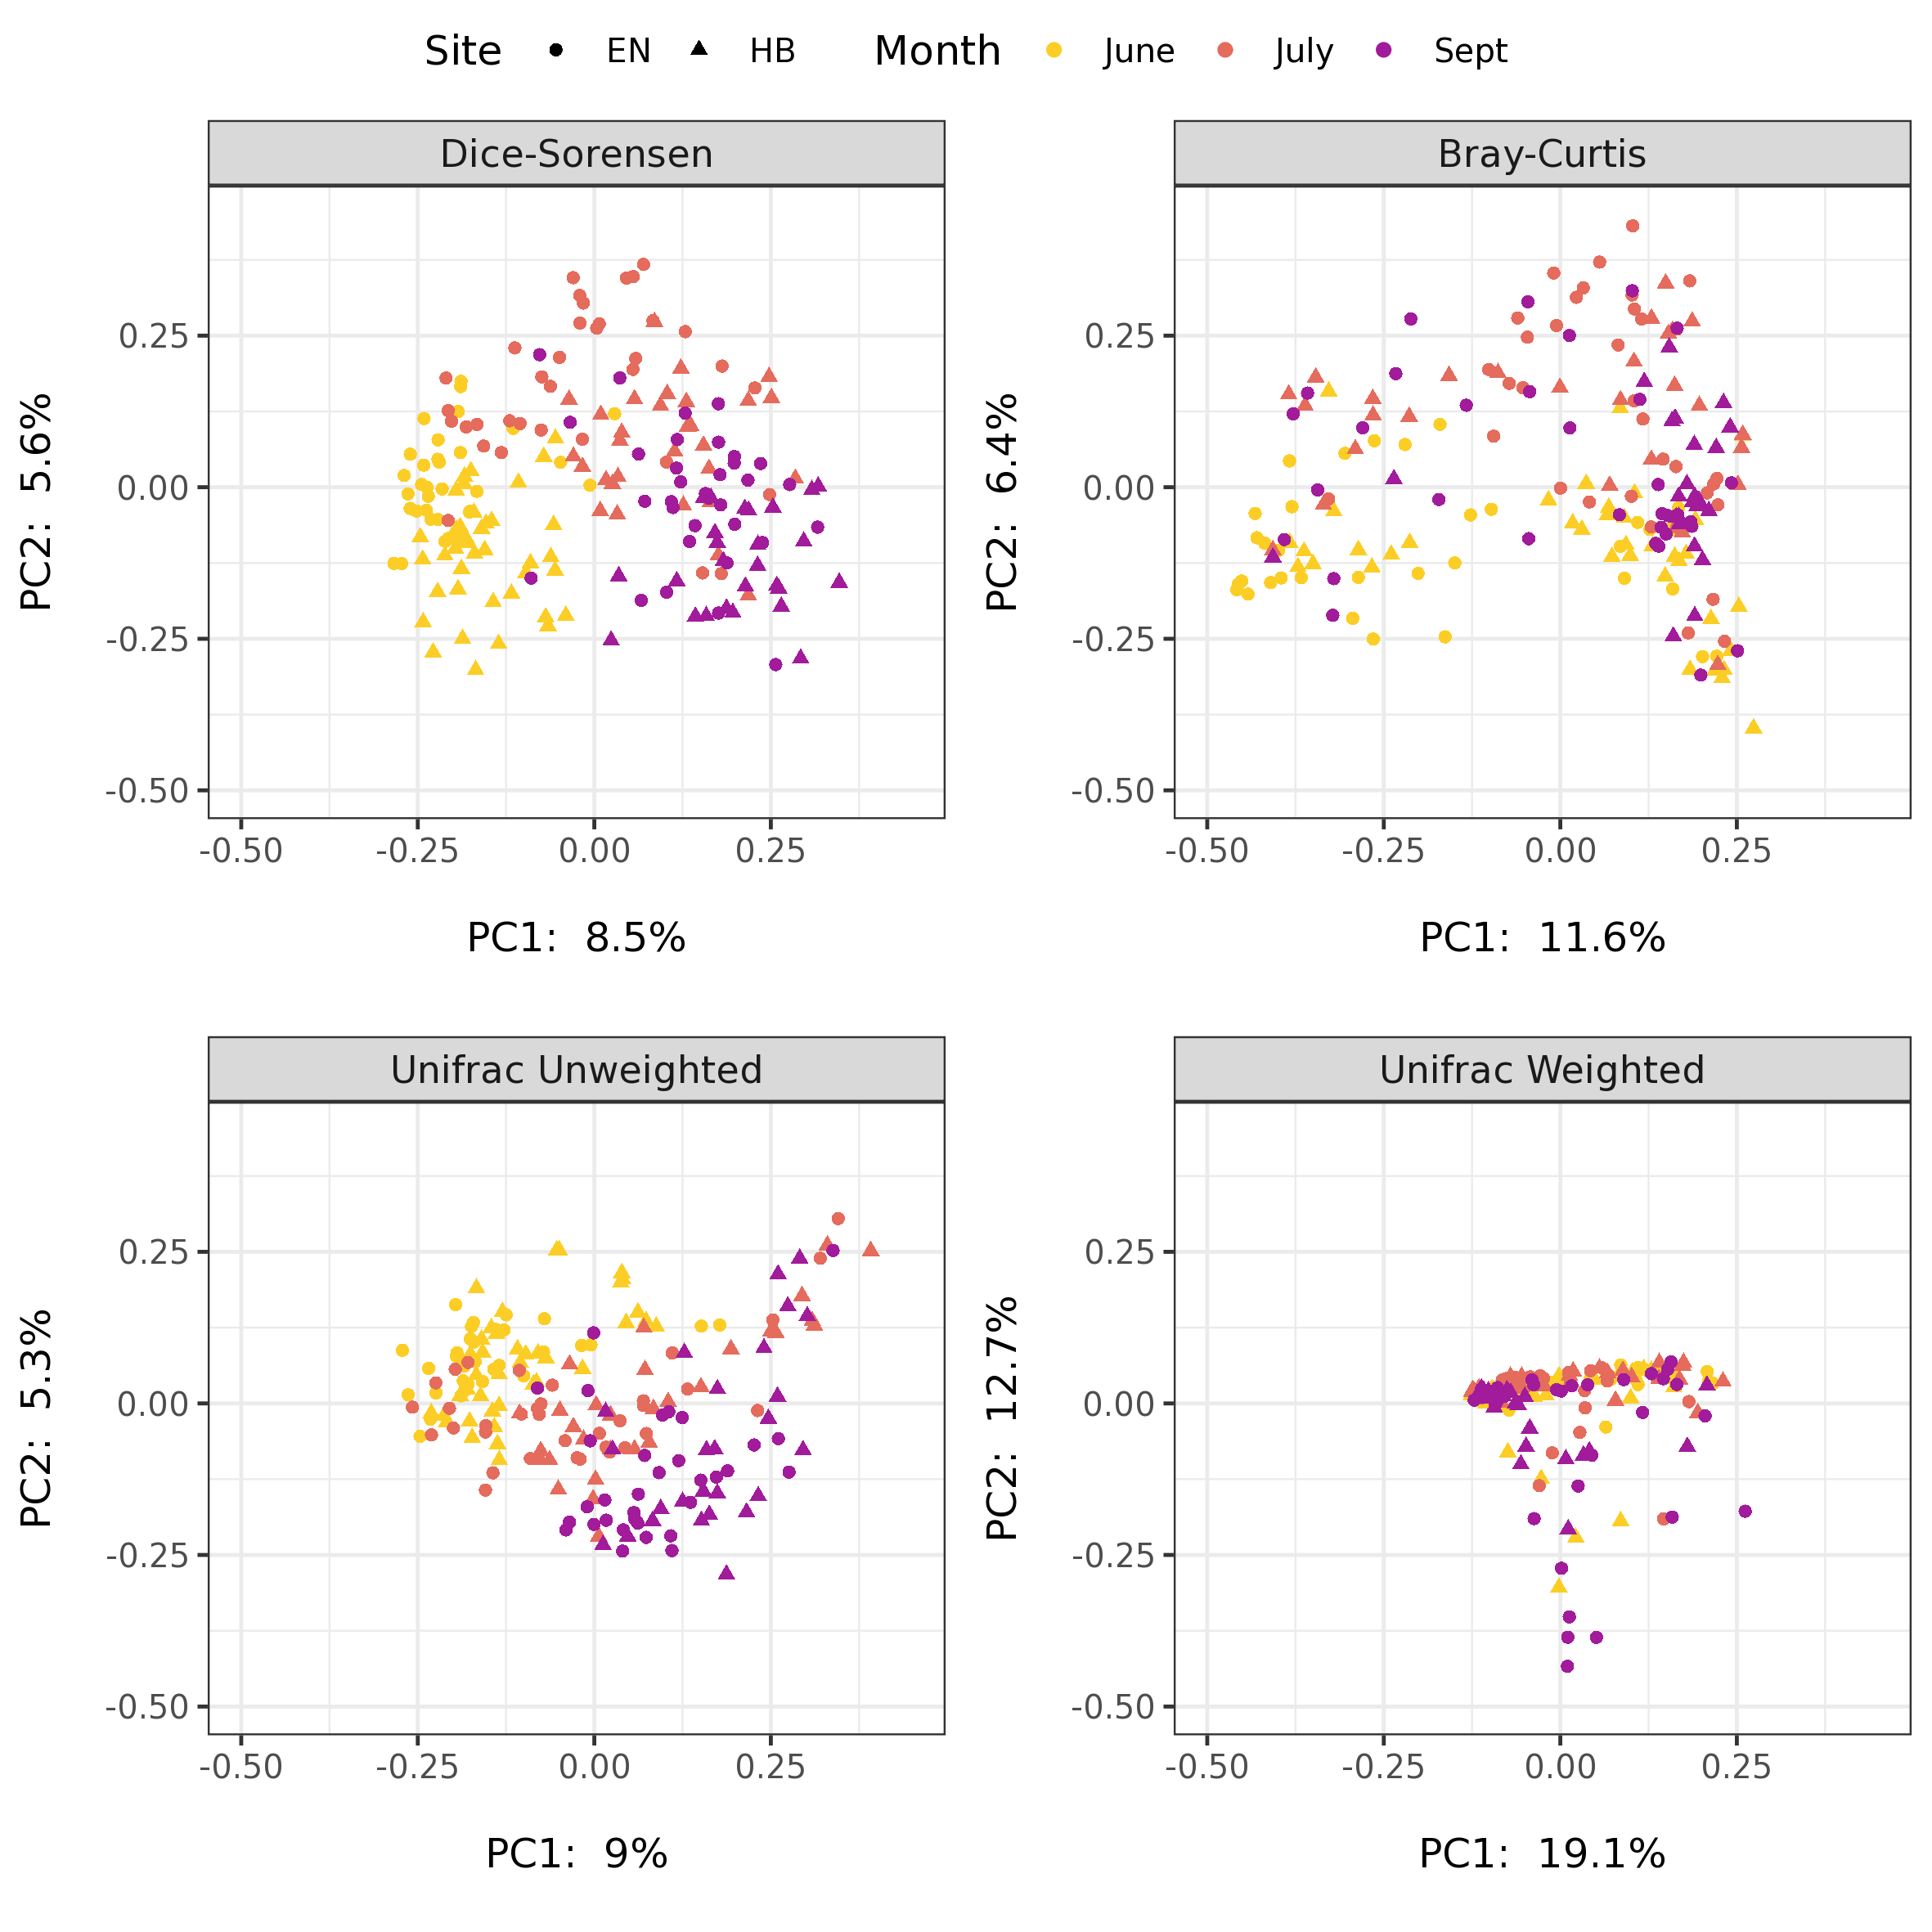 Site EN HB Month June July Sept
Dice-Sorensen
PC2: 5.6%
0.25
0.00
-0.25
-0.50
-0.50 -0.25 0.00 0.25
PC1: 8.5%
Bray-Curtis
PC2: 6.4%
0.25
0.00
-0.25
-0.50
-0.50 -0.25 0.00 0.25
PC1: 11.6%
Unifrac Unweighted
PC2: 5.3%
0.25
0.00
-0.25
-0.50
-0.50 -0.25 0.00 0.25
PC1: 9%
Unifrac Weighted
PC2: 12.7%
0.25
0.00
-0.25
-0.50
-0.50 -0.25 0.00 0.25
PC1: 19.1%